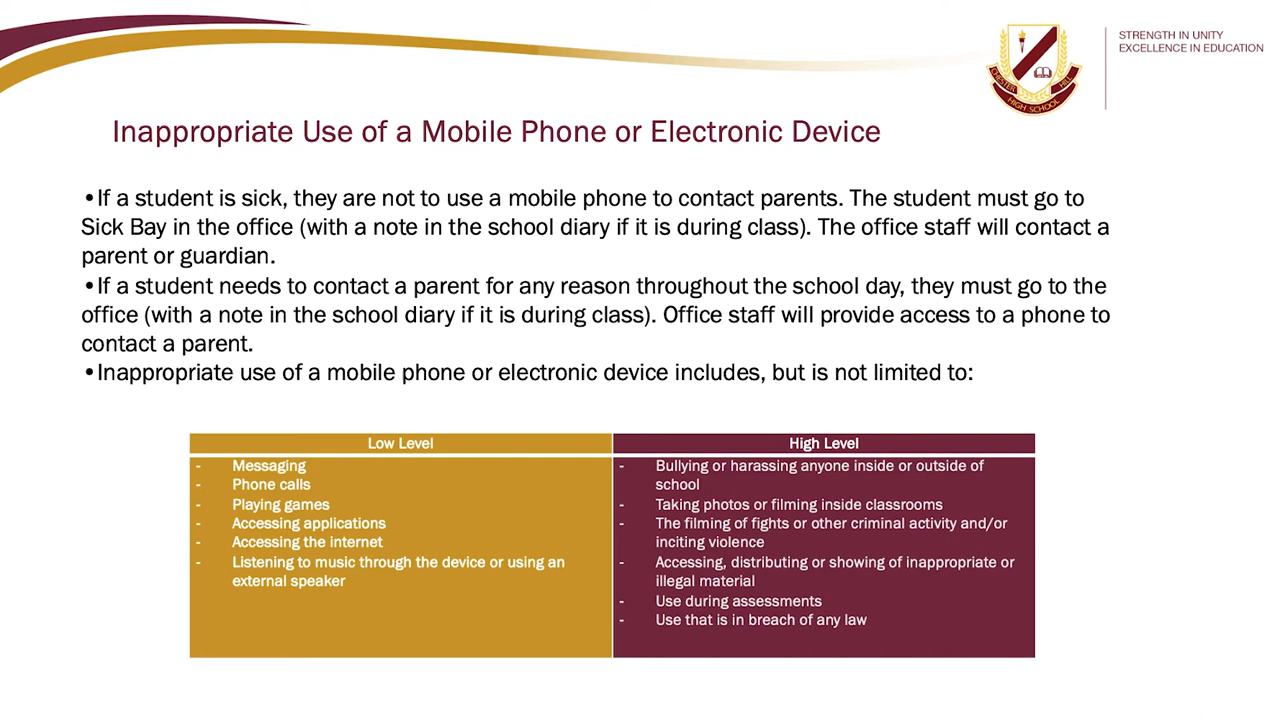 STRENGTH IN UNITY
EXCELLENCE IN EDUCATION
CHESTER HILL
HIGH SCHOOL
Inappropriate Use of a Mobile Phone or Electronic Device
•If a student is sick, they are not to use a mobile phone to contact parents. The student must go to
Sick Bay in the office (with a note in the school diary if it is during class). The office staff will contact a
parent or guardian.
•If a student needs to contact a parent for any reason throughout the school day, they must go to the
office (with a note in the school diary if it is during class). Office staff will provide access to a phone to
contact a parent.
•Inappropriate use of a mobile phone or electronic device includes, but is not limited to:
Low Level
- Messaging
- Phone calls
- Playing games
- Accessing applications
- Accessing the internet
- Listening to music through the device or using an
external speaker
High Level
- Bullying or harassing anyone inside or outside of
school
- Taking photos or filming inside classrooms
- The filming of fights or other criminal activity and/or
inciting violence
- Accessing, distributing or showing of inappropriate or
illegal material
- Use during assessments
- Use that is in breach of any law